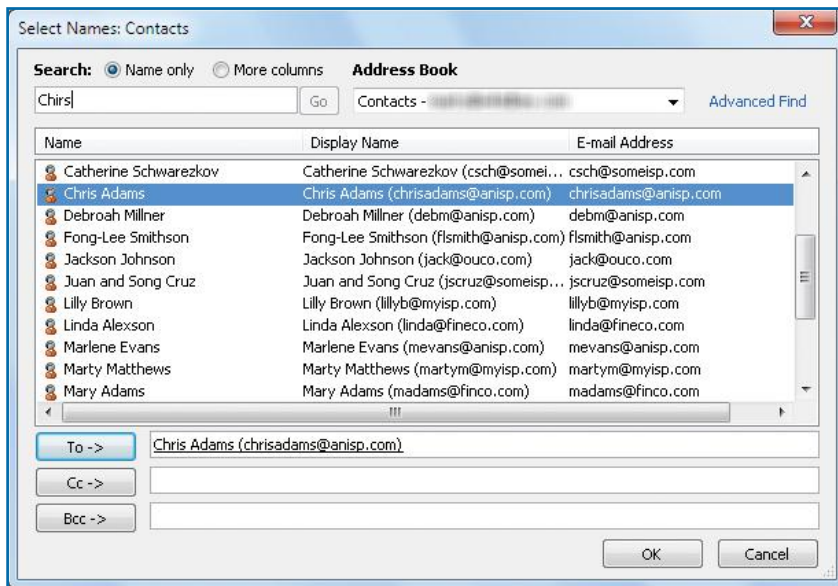 Select Names: Contacts
Search: Name only More columns Address Book
Chirs Go Contacts - Advanced Find
Name Display Name E-mail Address
Catherine Schwarezkov Catherine Schwarezkov (csch@somei... csch@someisp.com
Chris Adams Chris Adams (chrisadams@anisp.com) chrisadams@anisp.com
Debroah Millner Debroah Millner (debm@anisp.com) debm@anisp.com
Fong-Lee Smithson Fong-Lee Smithson (flsmith@anisp.com) flsmith@anisp.com
Jackson Johnson Jackson Johnson (jack@ouco.com) jack@ouco.com
Juan and Song Cruz Juan and Song Cruz (jscruz@someisp... jscruz@someisp.com
Lilly Brown Lilly Brown (lillyb@myisp.com) lillyb@myisp.com
Linda Alexson Linda Alexson (linda@fineco.com) linda@fineco.com
Marlene Evans Marlene Evans (mevans@anisp.com) mevans@anisp.com
Marty Matthews Marty Matthews (martym@myisp.com) martym@myisp.com
Mary Adams Mary Adams (madams@finco.com) madams@finco.com
To -> Chris Adams (chrisadams@anisp.com)
Cc ->
Bcc ->
OK Cancel